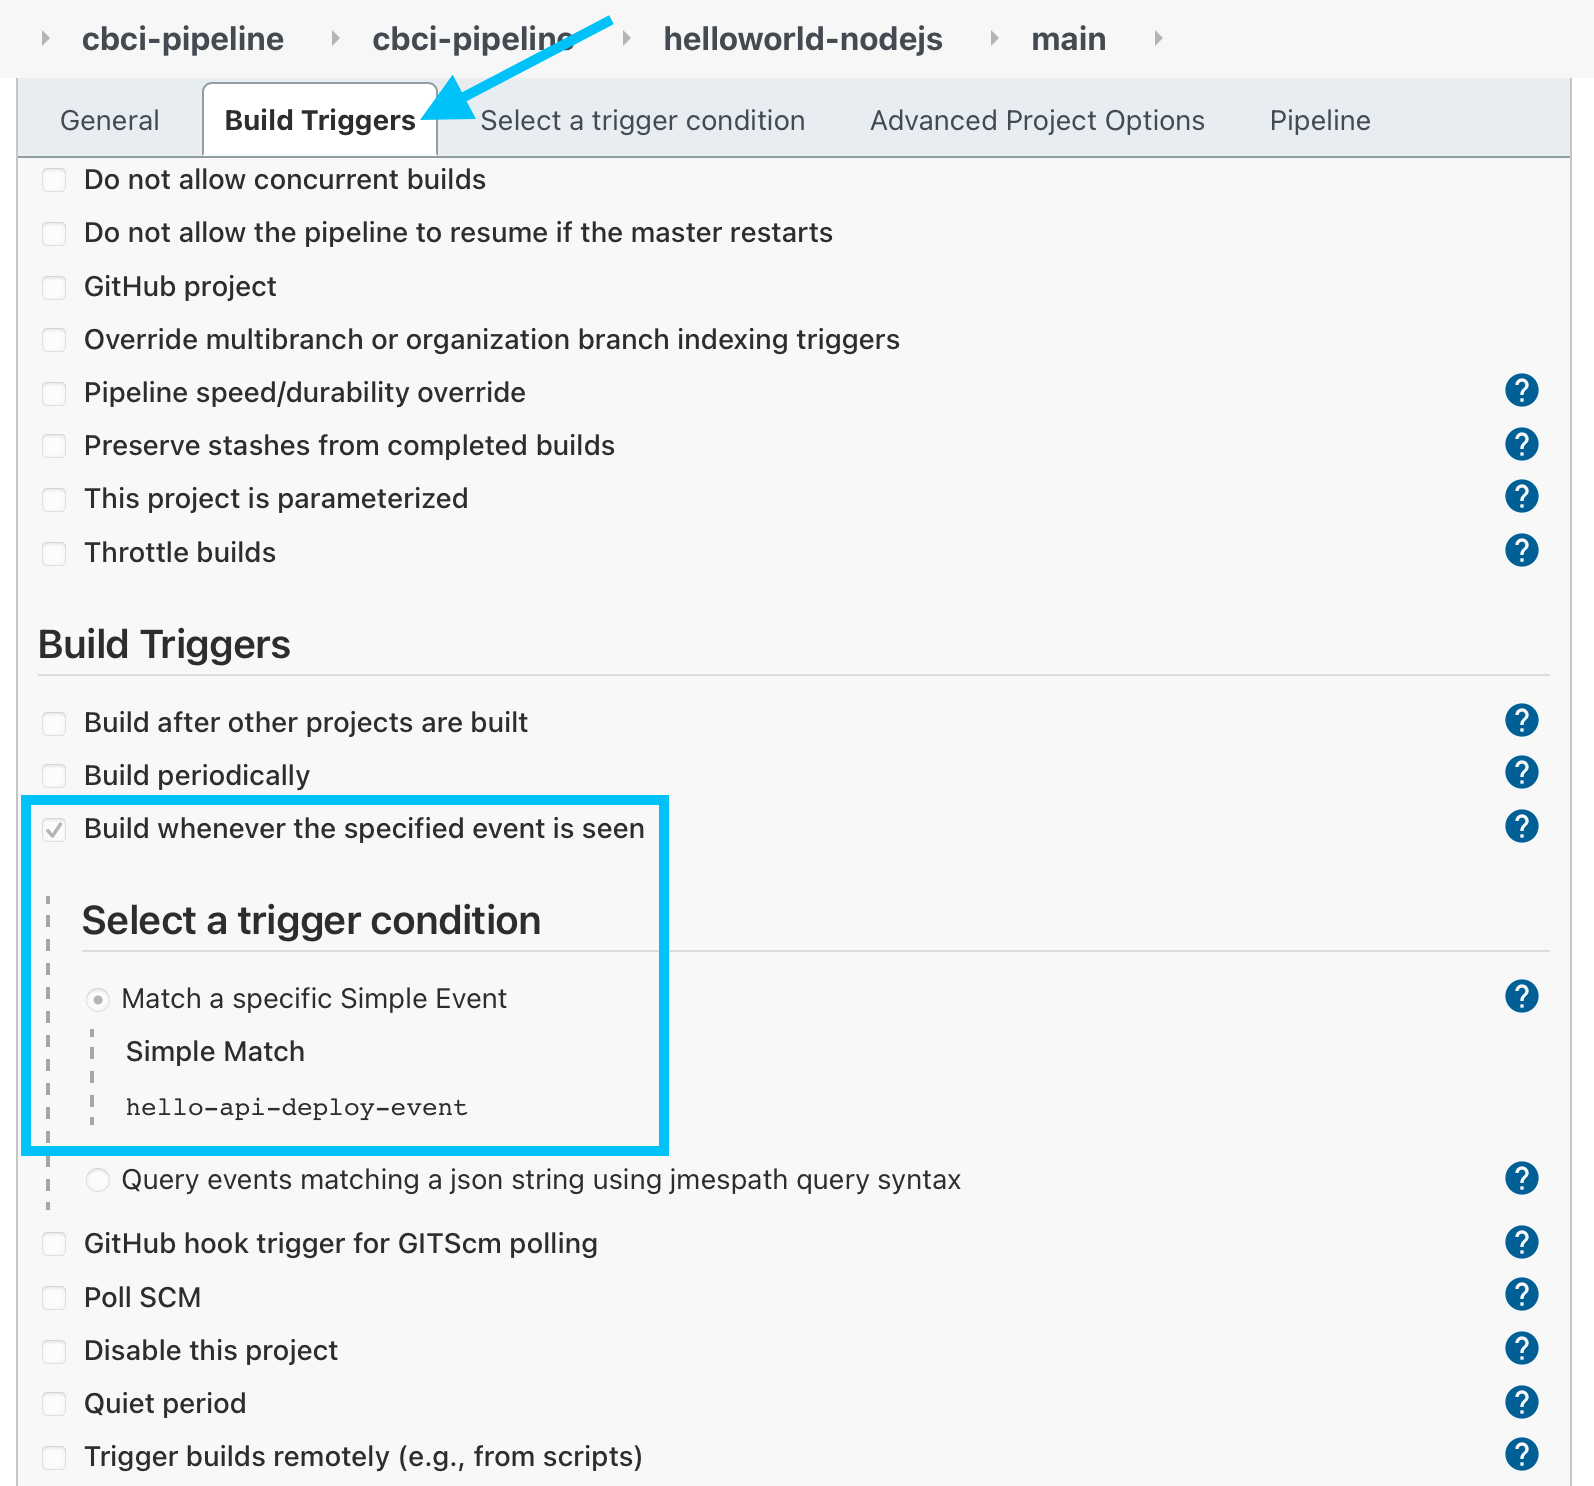 cbci-pipeline cbci-pipeline helloworld-nodejs main
General Build Triggers Select a trigger condition Advanced Project Options Pipeline
Do not allow concurrent builds
Do not allow the pipeline to resume if the master restarts
GitHub project
Override multibranch or organization branch indexing triggers
Pipeline speed/durability override ?
Preserve stashes from completed builds ?
This project is parameterized ?
Throttle builds ?
Build Triggers
Build after other projects are built ?
Build periodically ?
Build whenever the specified event is seen ?
Select a trigger condition
Match a specific Simple Event ?
Simple Match
hello-api-deploy-event
Query events matching a json string using jmespath query syntax ?
GitHub hook trigger for GITScm polling ?
Poll SCM ?
Disable this project ?
Quiet period ?
Trigger builds remotely (e.g., from scripts) ?